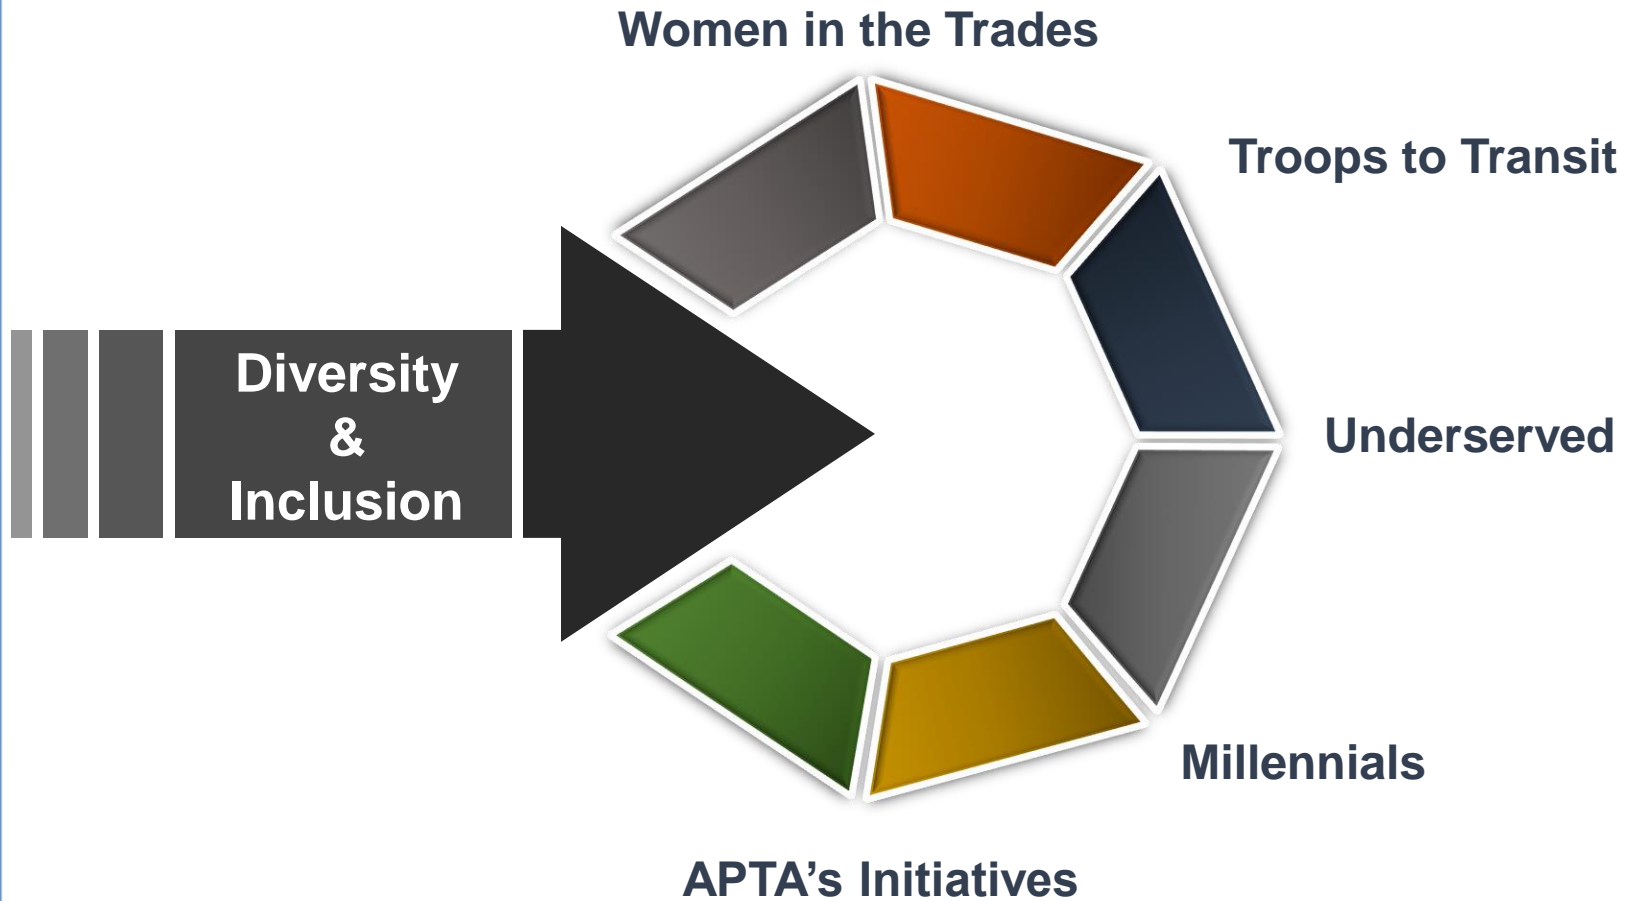 Women in the Trades
Troops to Transit
Diversity
&
Inclusion
Underserved
Millennials
APTA’s Initiatives